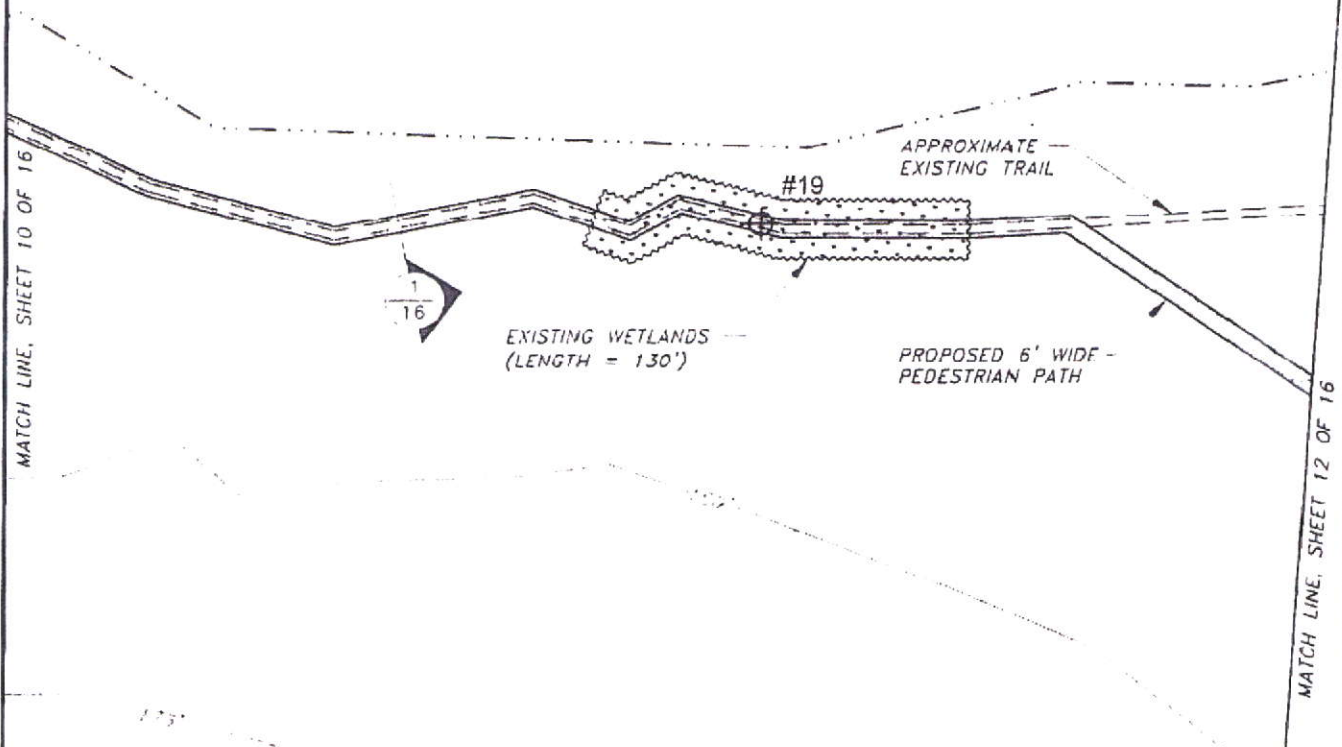 MATCH LINE, SHEET 10 OF 16
APPROXIMATE
EXISTING TRAIL
#19
1
16
EXISTING WETLANDS
(LENGTH = 130')
PROPOSED 6' WIDE
PEDESTRIAN PATH
MATCH LINE, SHEET 12 OF 16